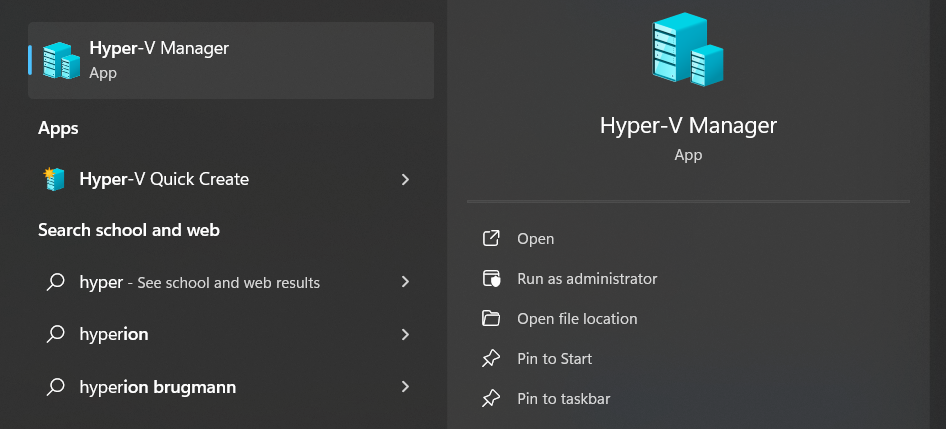 Hyper-V Manager
App
Apps
Hyper-V Quick Create
Search school and web
hyper - See school and web results
hyperion
hyperion brugmann
Hyper-V Manager
App
Open
Run as administrator
Open file location
Pin to Start
Pin to taskbar